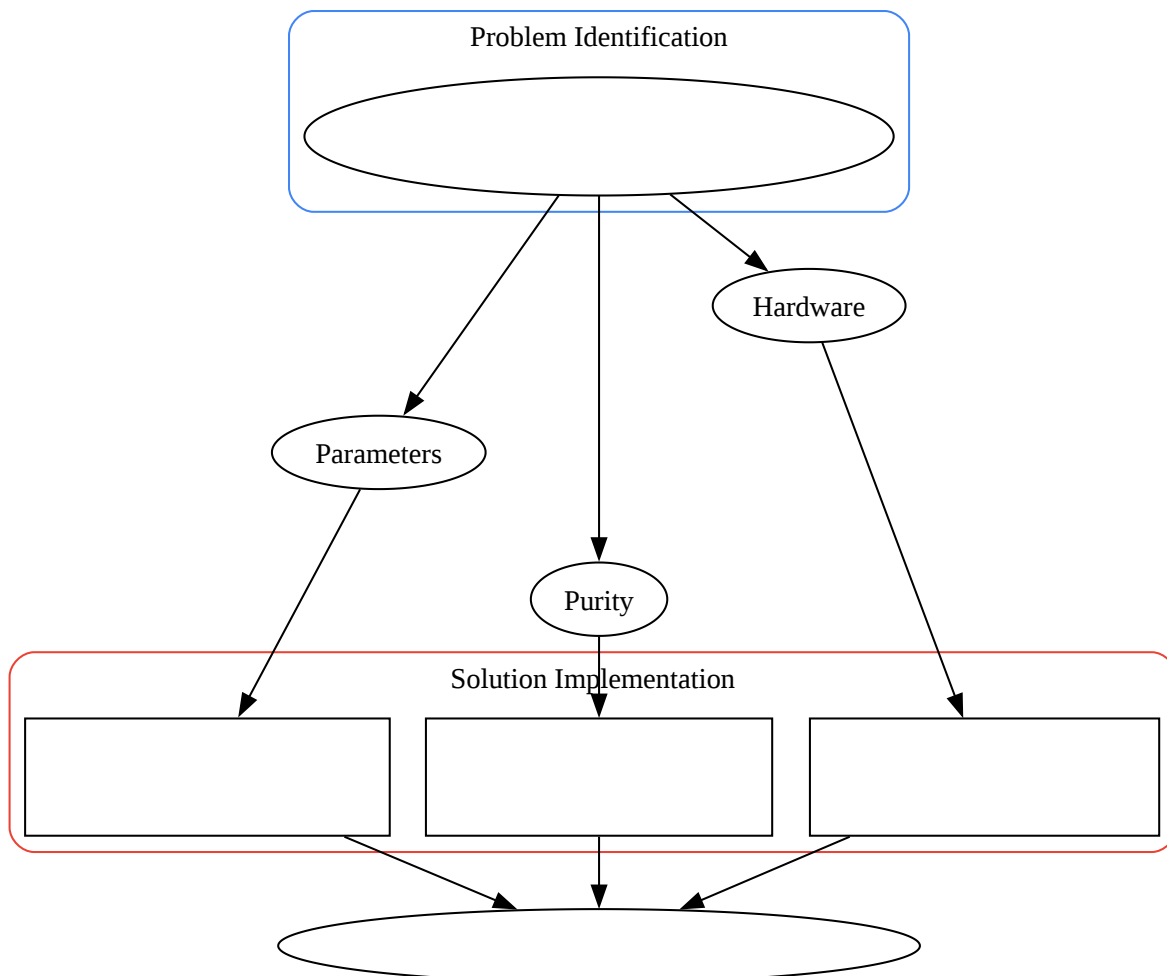 Problem Identification
Hardware
Parameters
Purity
Solution Implementation